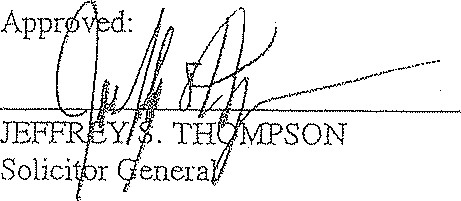 Approved:
JEFFREY S. THOMPSON
Solicitor General